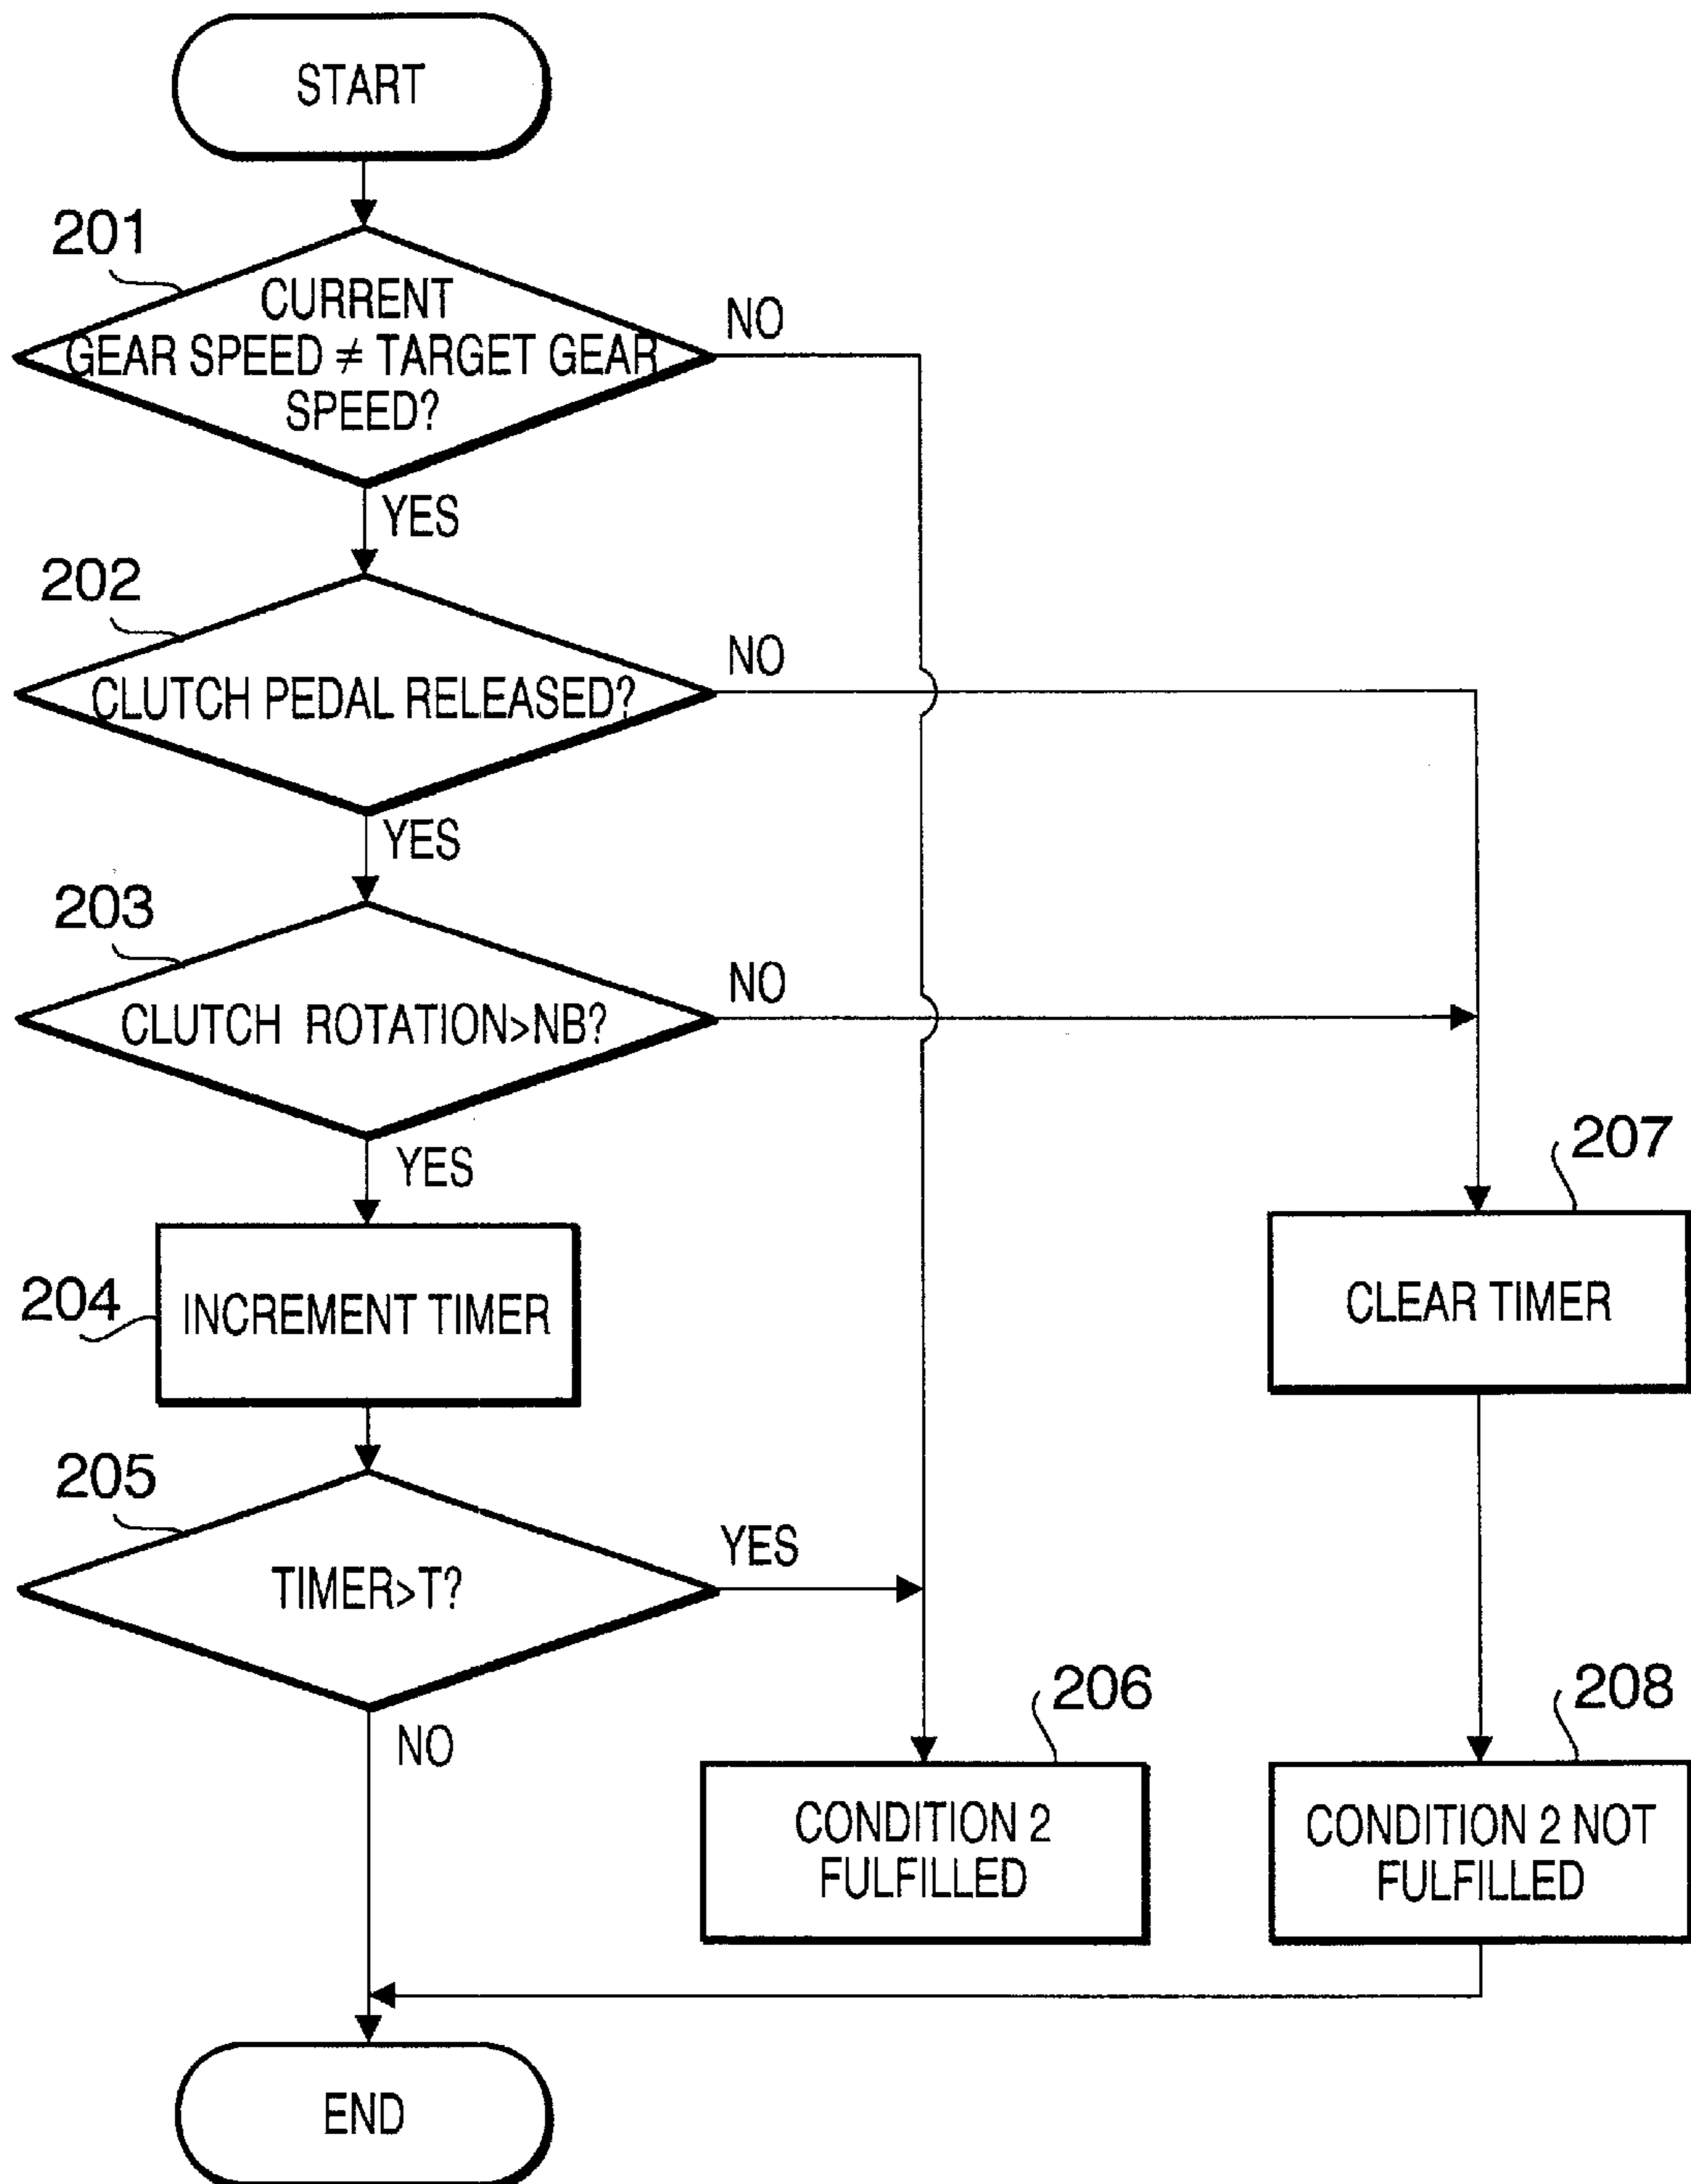 START
201
CURRENT
GEAR SPEED ≠ TARGET GEAR
SPEED?
NO
YES
202
CLUTCH PEDAL RELEASED?
NO
YES
203
CLUTCH ROTATION>NB?
NO
YES
204
INCREMENT TIMER
207
CLEAR TIMER
205
TIMER>T?
YES
NO
206
CONDITION 2
FULFILLED
208
CONDITION 2 NOT
FULFILLED
END